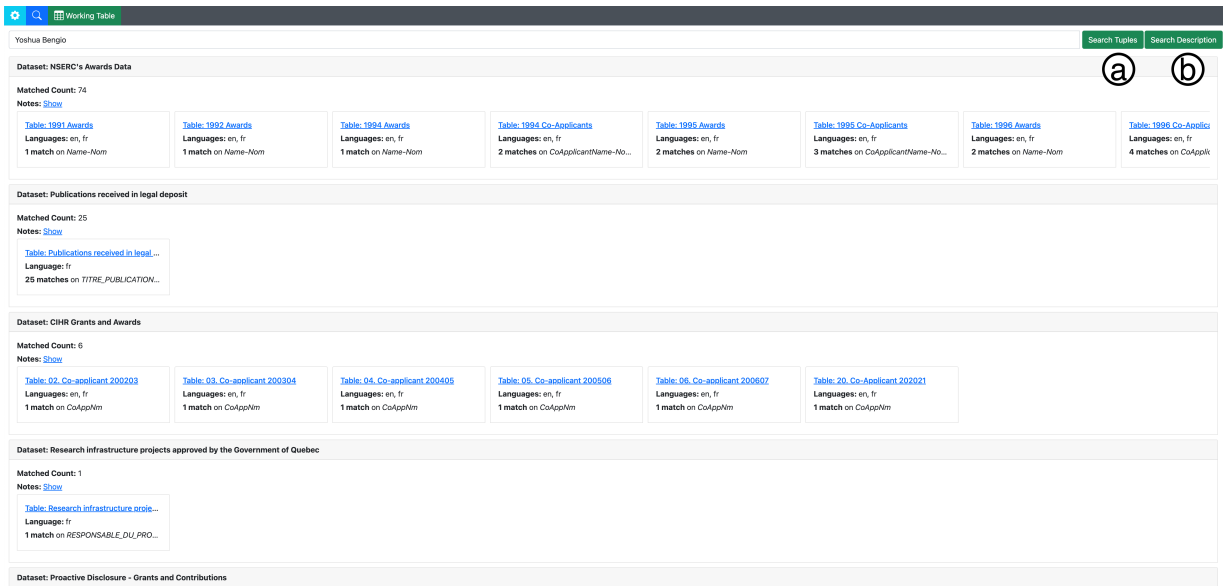 Working Table
Yoshua Bengio
Search Tuples
Search Description
a
b
Dataset: NSERC's Awards Data
Matched Count: 74
Notes: Show
Table: 1991 Awards
Languages: en, fr
1 match on Name-Nom
Table: 1992 Awards
Languages: en, fr
1 match on Name-Nom
Table: 1994 Awards
Languages: en, fr
1 match on Name-Nom
Table: 1994 Co-Applicants
Languages: en, fr
2 matches on CoApplicantName-No...
Table: 1995 Awards
Languages: en, fr
2 matches on Name-Nom
Table: 1995 Co-Applicants
Languages: en, fr
3 matches on CoApplicantName-No...
Table: 1996 Awards
Languages: en, fr
2 matches on Name-Nom
Table: 1996 Co-Applic
Languages: en, fr
4 matches on CoApplic
Dataset: Publications received in legal deposit
Matched Count: 25
Notes: Show
Table: Publications received in legal ...
Language: fr
25 matches on TITRE_PUBLICATION...
Dataset: CIHR Grants and Awards
Matched Count: 6
Notes: Show
Table: 02. Co-applicant 200203
Languages: en, fr
1 match on CoAppNm
Table: 03. Co-applicant 200304
Languages: en, fr
1 match on CoAppNm
Table: 04. Co-applicant 200405
Languages: en, fr
1 match on CoAppNm
Table: 05. Co-applicant 200506
Languages: en, fr
1 match on CoAppNm
Table: 06. Co-applicant 200607
Languages: en, fr
1 match on CoAppNm
Table: 20. Co-Applicant 202021
Languages: en, fr
1 match on CoAppNm
Dataset: Research infrastructure projects approved by the Government of Quebec
Matched Count: 1
Notes: Show
Table: Research infrastructure proje...
Language: fr
1 match on RESPONSABLE_DU_PRO...
Dataset: Proactive Disclosure - Grants and Contributions